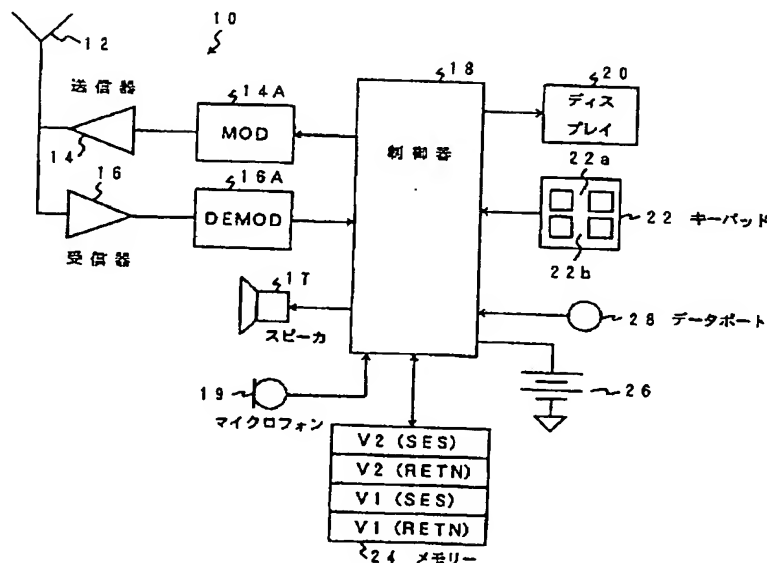 10
12
送信器
14A
18
20
ディスプレイ
MOD
制御器
14
16
16A
22a
DEMOD
22 キーパッド
受信器
22b
17
スピーカ
28 データポート
19
マイクロフォン
26
V2 (SES)
V2 (RETN)
V1 (SES)
V1 (RETN)
24 メモリー